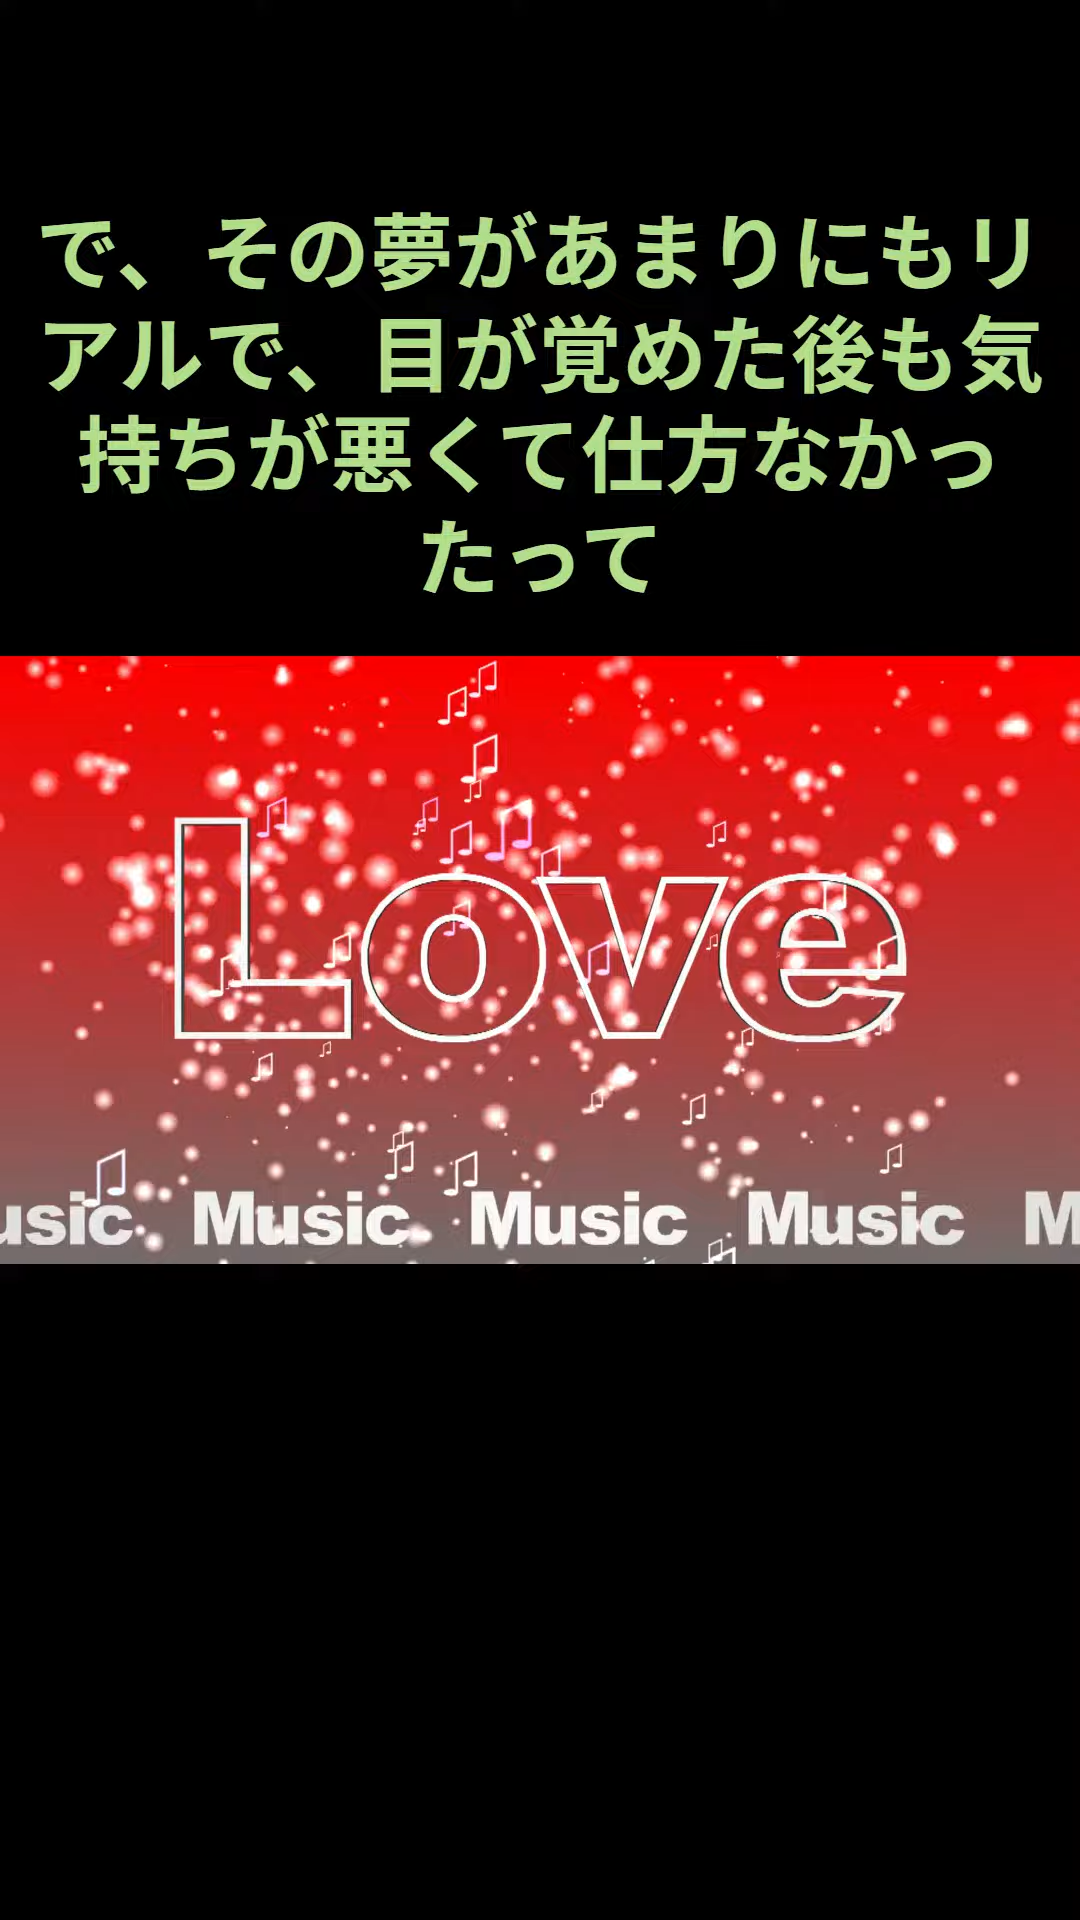 で、その夢があまりにもリ
アルで、目が覚めた後も気
持ちが悪くて仕方なかっ
たって
Love
usic Music Music Music M